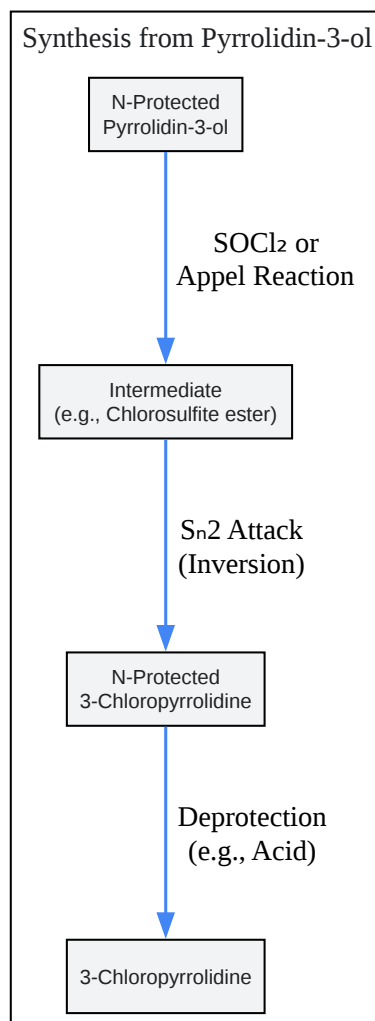 Synthesis from Pyrrolidin-3-ol
N-Protected
Pyrrolidin-3-ol
SOCl₂ or
Appel Reaction
Intermediate
(e.g., Chlorosulfite ester)
Sₙ2 Attack
(Inversion)
N-Protected
3-Chloropyrrolidine
Deprotection
(e.g., Acid)
3-Chloropyrrolidine